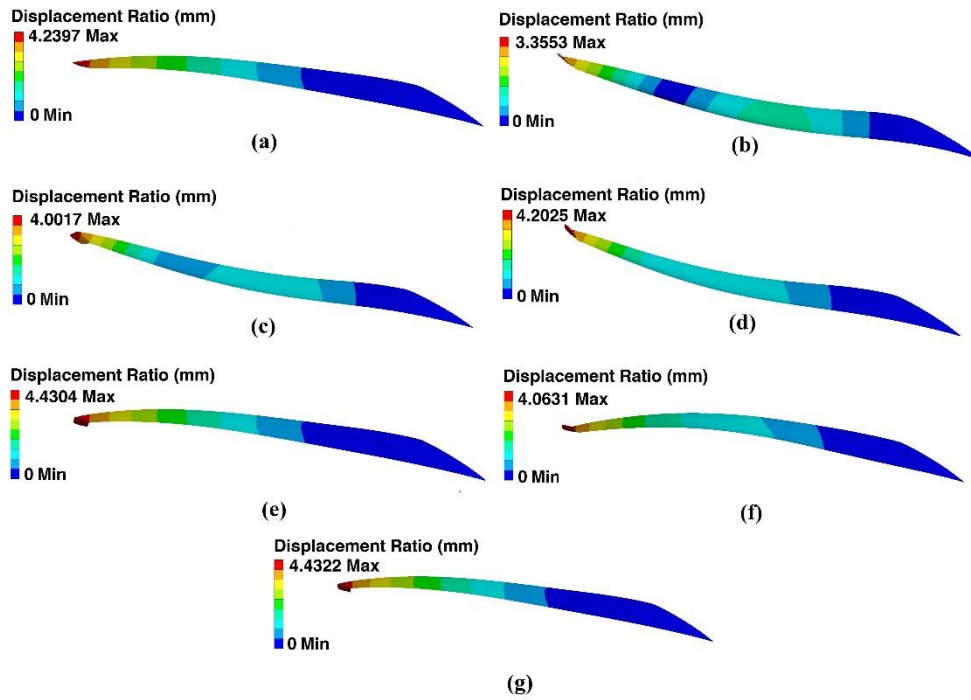 Displacement Ratio (mm)
4.2397 Max
0 Min
(a)
Displacement Ratio (mm)
3.3553 Max
0 Min
(b)
Displacement Ratio (mm)
4.0017 Max
0 Min
(c)
Displacement Ratio (mm)
4.2025 Max
0 Min
(d)
Displacement Ratio (mm)
4.4304 Max
0 Min
(e)
Displacement Ratio (mm)
4.0631 Max
0 Min
(f)
Displacement Ratio (mm)
4.4322 Max
0 Min
(g)